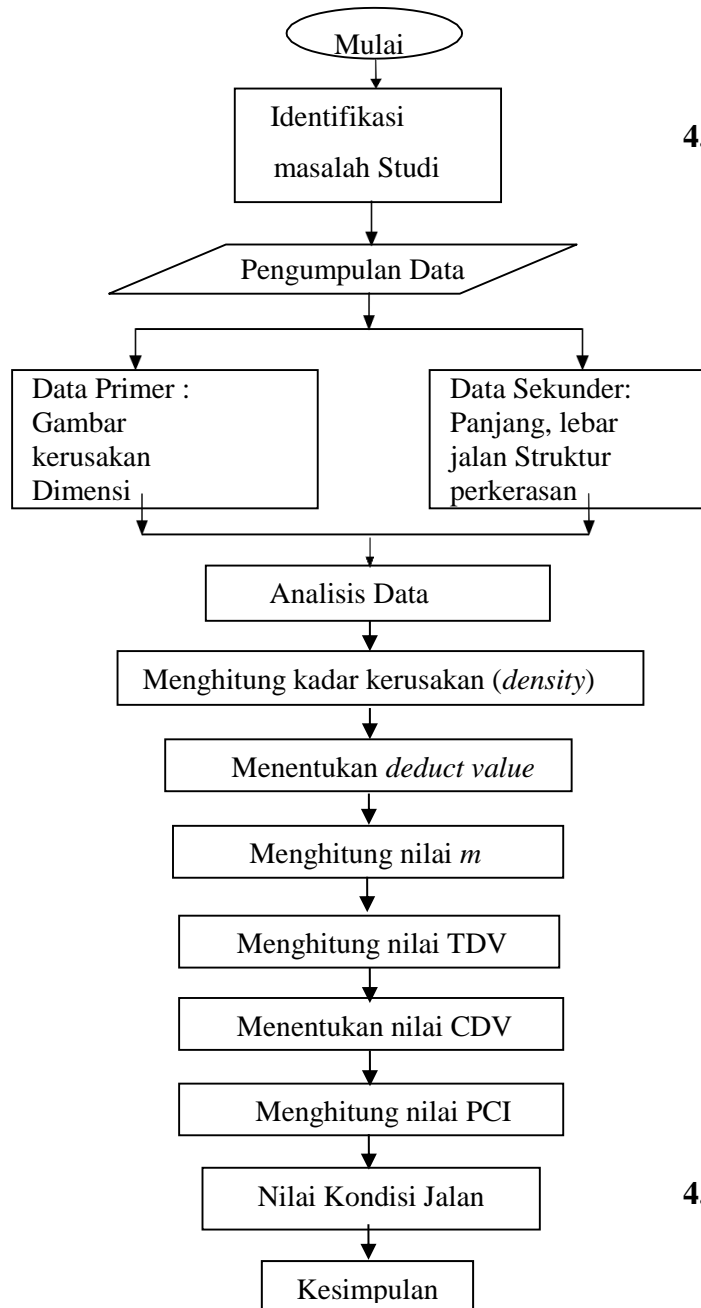 Mulai
Identifikasi
masalah Studi
4.
Pengumpulan Data
Data Primer :
Gambar
kerusakan
Dimensi
Data Sekunder:
Panjang, lebar
jalan Struktur
perkerasan
Analisis Data
Menghitung kadar kerusakan (density)
Menentukan deduct value
Menghitung nilai m
Menghitung nilai TDV
Menentukan nilai CDV
Menghitung nilai PCI
Nilai Kondisi Jalan
4.
Kesimpulan